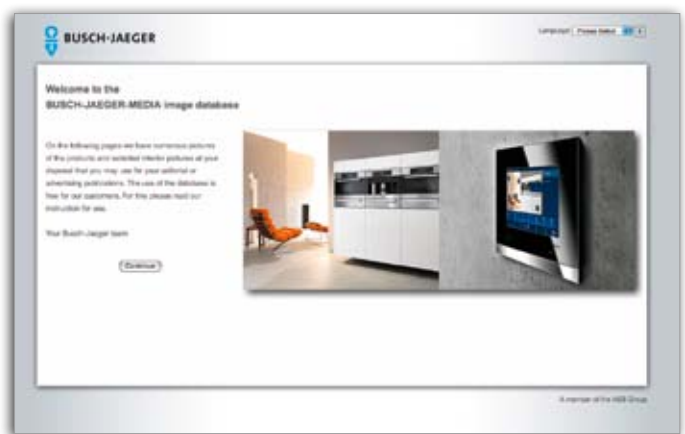 BUSCH-JAEGER
Language: Please Select
Welcome to the
BUSCH-JAEGER-MEDIA image database
On the following pages we have numerous pictures
of the products and selected interior pictures at your
disposal that you may use for your editorial or
advertising publications. The use of the database is
free for our customers. For this please read our
instruction for use.
Your Busch-Jaeger team
Continue
A member of the ABB Group